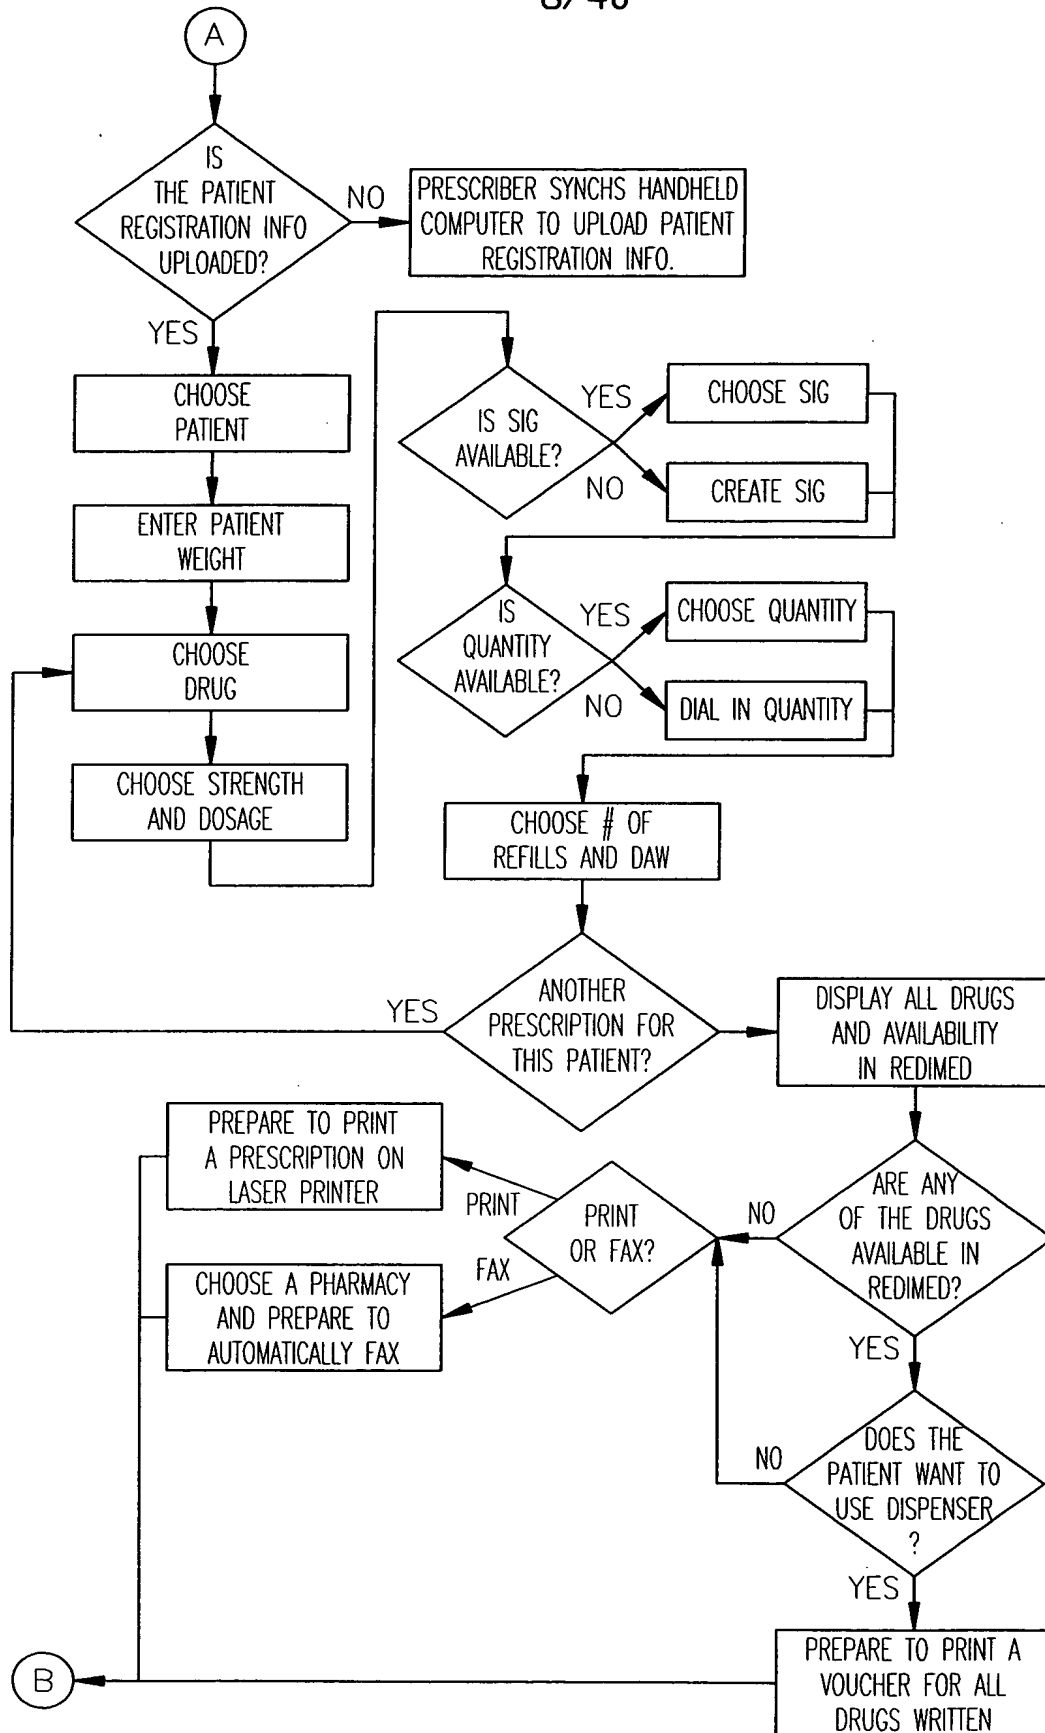 8/48
A
IS
THE PATIENT
REGISTRATION INFO
UPLOADED?
NO
PRESCRIBER SYNCHS HANDHELD
COMPUTER TO UPLOAD PATIENT
REGISTRATION INFO.
YES
CHOOSE
PATIENT
ENTER PATIENT
WEIGHT
CHOOSE
DRUG
CHOOSE STRENGTH
AND DOSAGE
IS SIG
AVAILABLE?
YES
CHOOSE SIG
NO
CREATE SIG
IS
QUANTITY
AVAILABLE?
YES
CHOOSE QUANTITY
NO
DIAL IN QUANTITY
CHOOSE # OF
REFILLS AND DAW
ANOTHER
PRESCRIPTION FOR
THIS PATIENT?
YES
DISPLAY ALL DRUGS
AND AVAILABILITY
IN REDIMED
ARE ANY
OF THE DRUGS
AVAILABLE IN
REDIMED?
NO
PRINT
OR FAX?
PRINT
PREPARE TO PRINT
A PRESCRIPTION ON
LASER PRINTER
FAX
CHOOSE A PHARMACY
AND PREPARE TO
AUTOMATICALLY FAX
YES
DOES THE
PATIENT WANT TO
USE DISPENSER
?
NO
YES
PREPARE TO PRINT A
VOUCHER FOR ALL
DRUGS WRITTEN
B